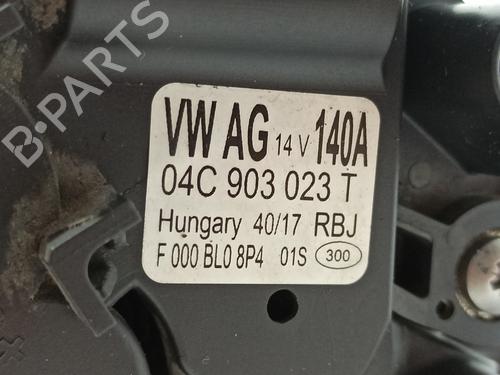 VW AG 14 V 140A
04C 903 023 T
Hungary 40/17 RBJ
F 000 BL0 8P4 01S 300
B-PARTS